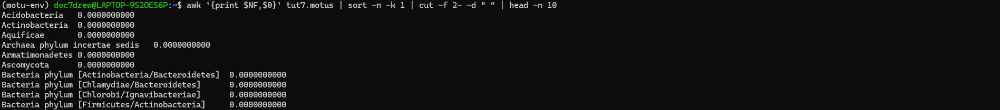 (motu-env) doc7drew@LAPTOP-9S2OES6P:~$ awk '{print $NF,$0}' tut7.motus | sort -n -k 1 | cut -f 2- -d " " | head -n 10
Acidobacteria   0.0000000000
Actinobacteria  0.0000000000
Aquificae       0.0000000000
Archaea phylum incertae sedis   0.0000000000
Armatimonadetes 0.0000000000
Ascomycota      0.0000000000
Bacteria phylum [Actinobacteria/Bacteroidetes]  0.0000000000
Bacteria phylum [Chlamydiae/Bacteroidetes]      0.0000000000
Bacteria phylum [Chlorobi/Ignavibacteriae]      0.0000000000
Bacteria phylum [Firmicutes/Actinobacteria]     0.0000000000